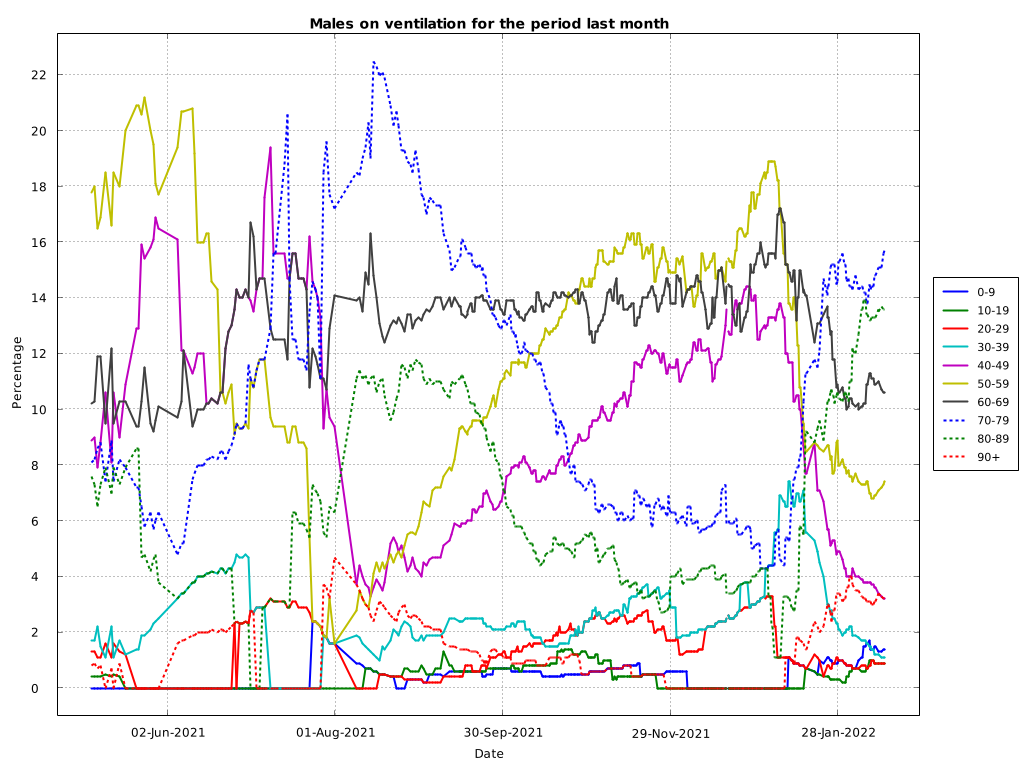 Males on ventilation for the period last month
Percentage
22
20
18
16
14
12
10
8
6
4
2
0
02-Jun-2021
01-Aug-2021
30-Sep-2021
29-Nov-2021
28-Jan-2022
Date
0-9
10-19
20-29
30-39
40-49
50-59
60-69
70-79
80-89
90+